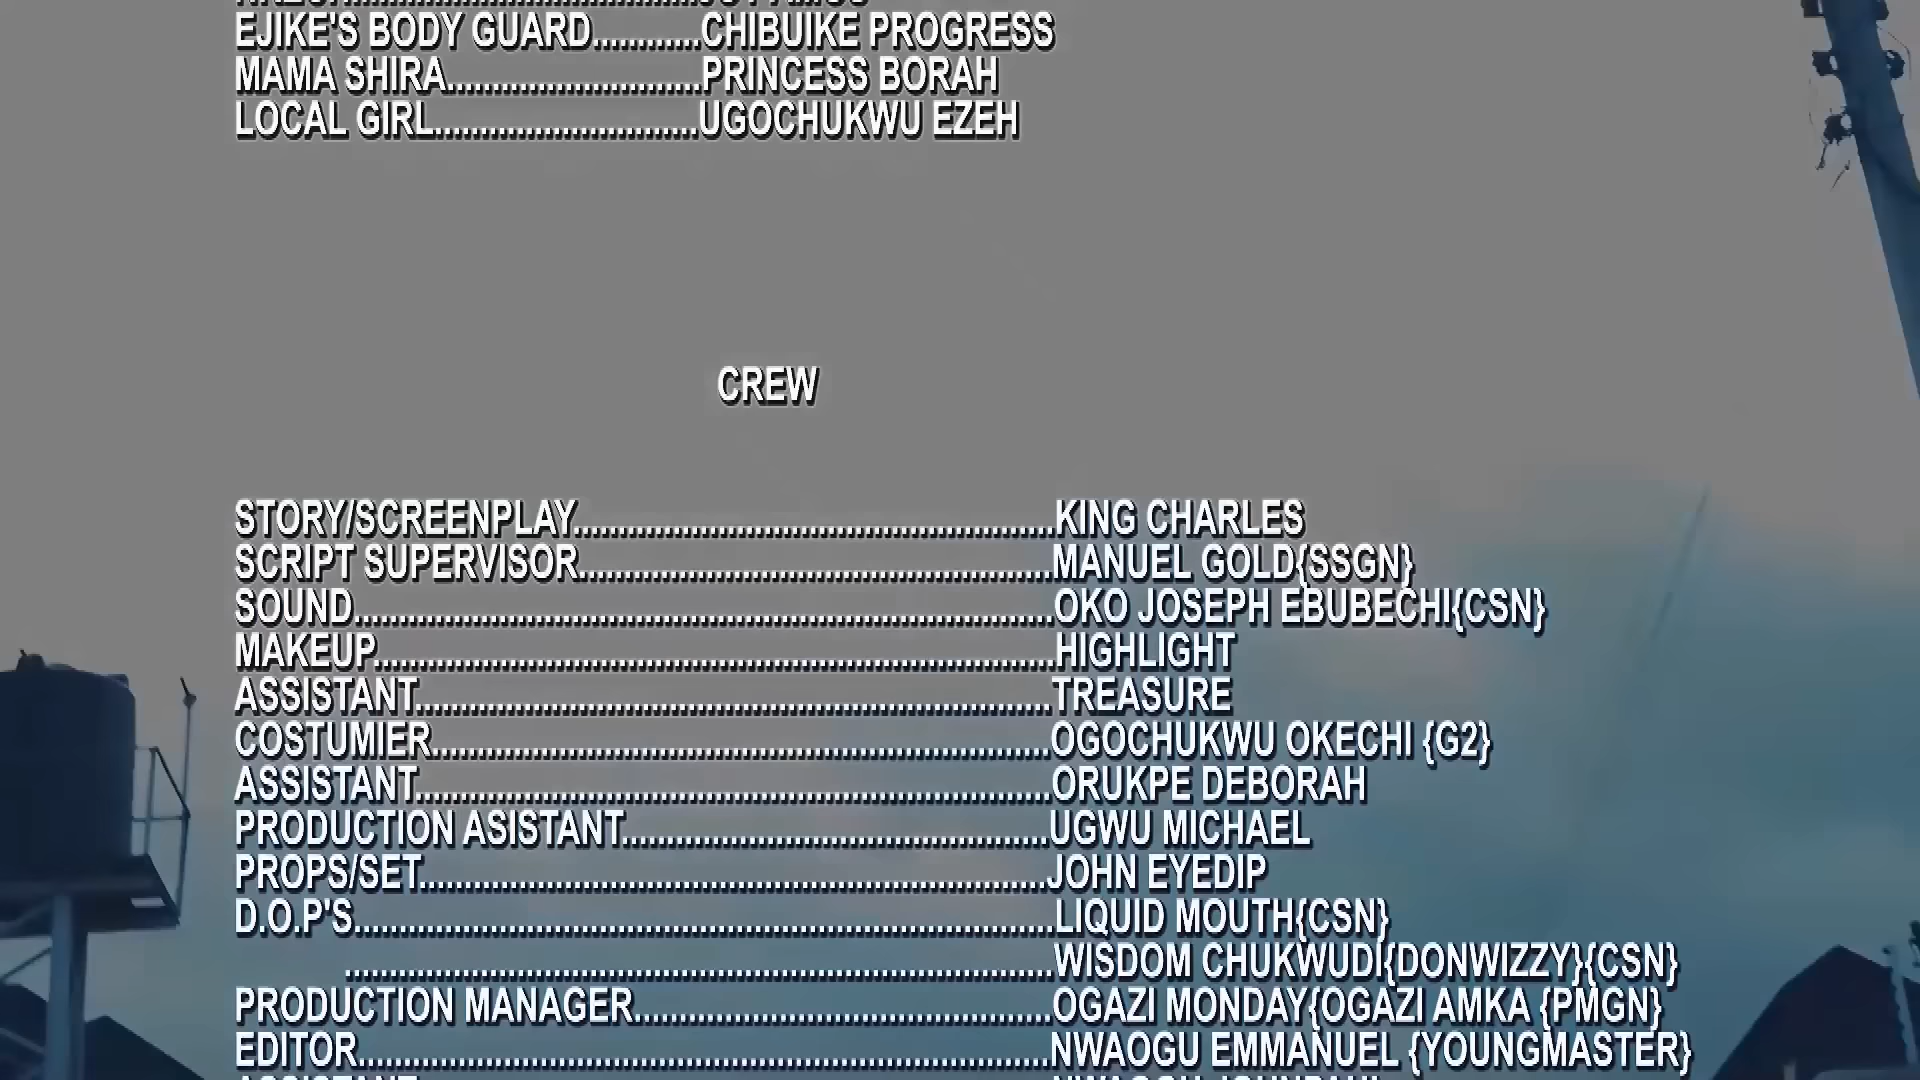 EJIKE'S BODY GUARD............CHIBUIKE PROGRESS
MAMA SHIRA............................PRINCESS BORAH
LOCAL GIRL.............................UGOCHUKWU EZEH
CREW
STORY/SCREENPLAY.....................................................KING CHARLES
SCRIPT SUPERVISOR....................................................MANUEL GOLD{SSGN}
SOUND.............................................................................OKO JOSEPH EBUBECHI{CSN}
MAKEUP...........................................................................HIGHLIGHT
ASSISTANT......................................................................TREASURE
COSTUMIER....................................................................OGOCHUKWU OKECHI {G2}
ASSISTANT......................................................................ORUKPE DEBORAH
PRODUCTION ASISTANT...............................................UGWU MICHAEL
PROPS/SET.....................................................................JOHN EYEDIP
D.O.P'S.............................................................................LIQUID MOUTH{CSN}
..............................................................................WISDOM CHUKWUDI{DONWIZZY}{CSN}
PRODUCTION MANAGER..............................................OGAZI MONDAY{OGAZI AMKA {PMGN}
EDITOR............................................................................NWAOGU EMMANUEL {YOUNGMASTER}